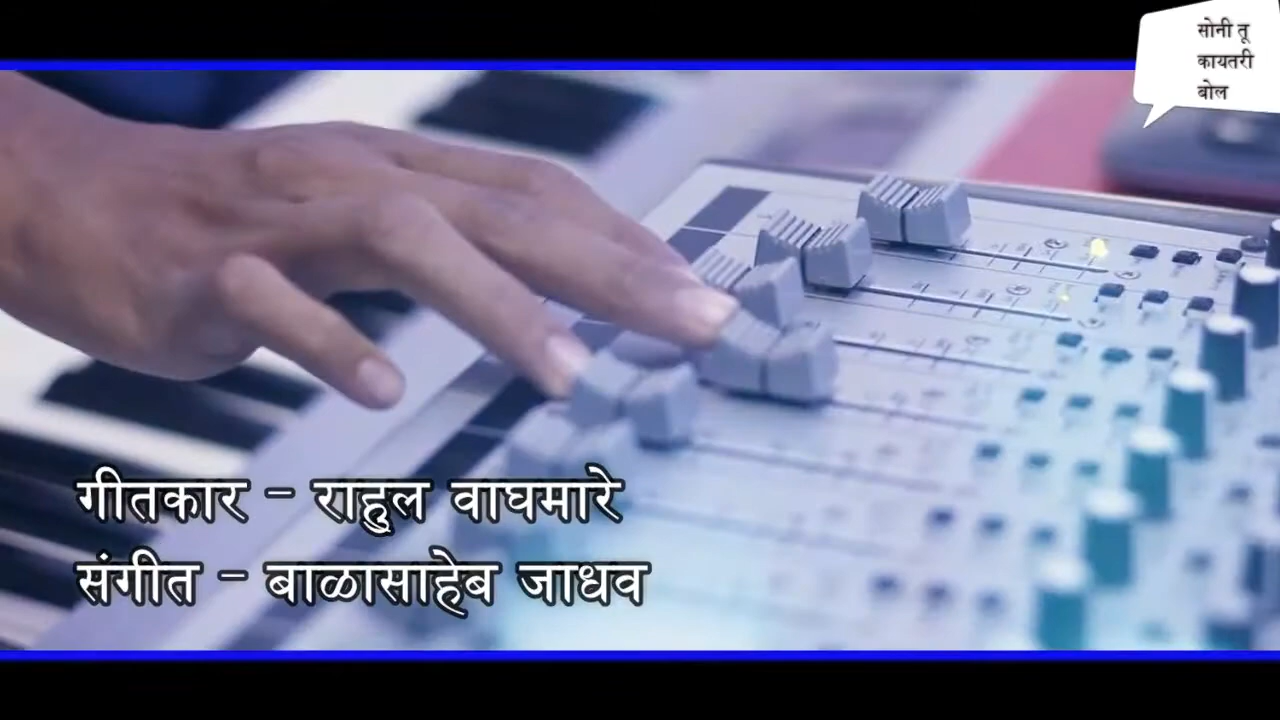 सोनी तू
कायतरी
बोल
गीतकार - राहुल वाघमारे
संगीत - बाळासाहेब जाधव